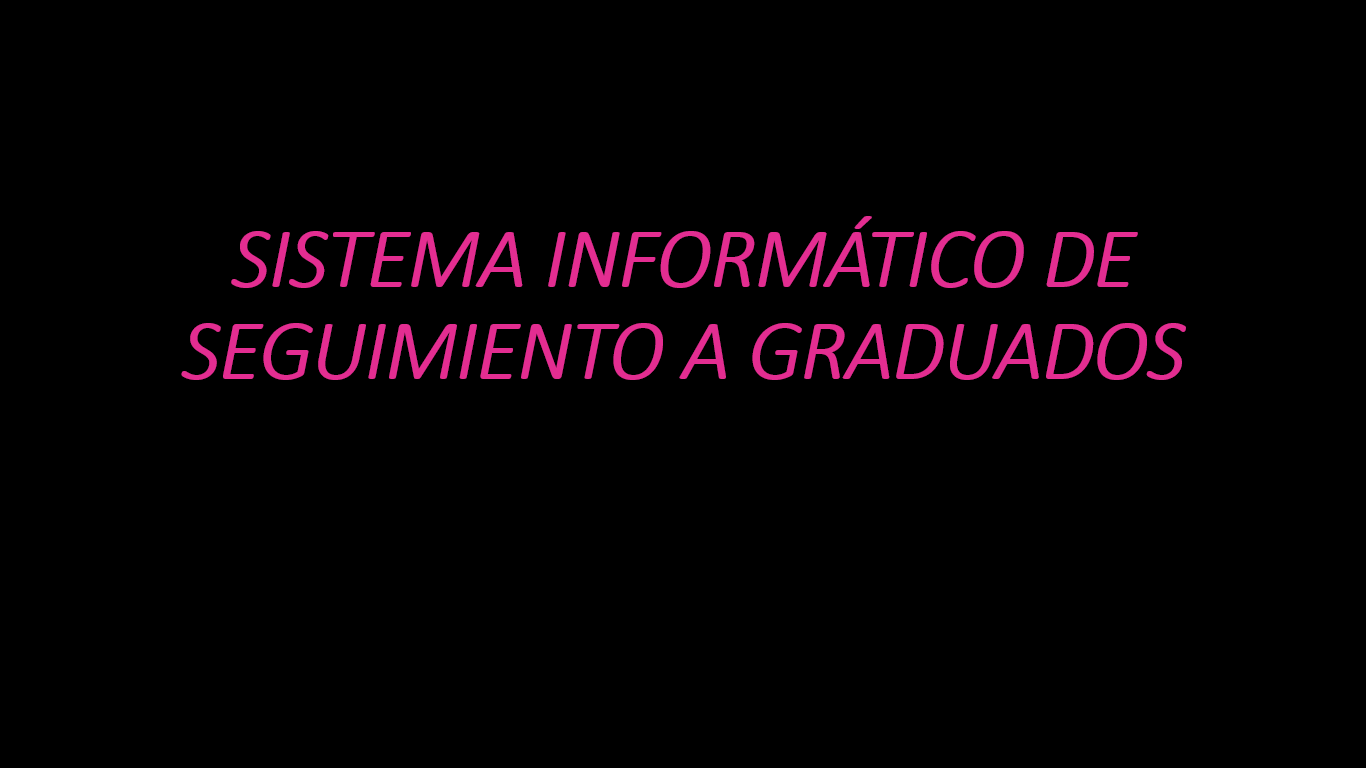 SISTEMA INFORMÁTICO DE
SEGUIMIENTO A GRADUADOS